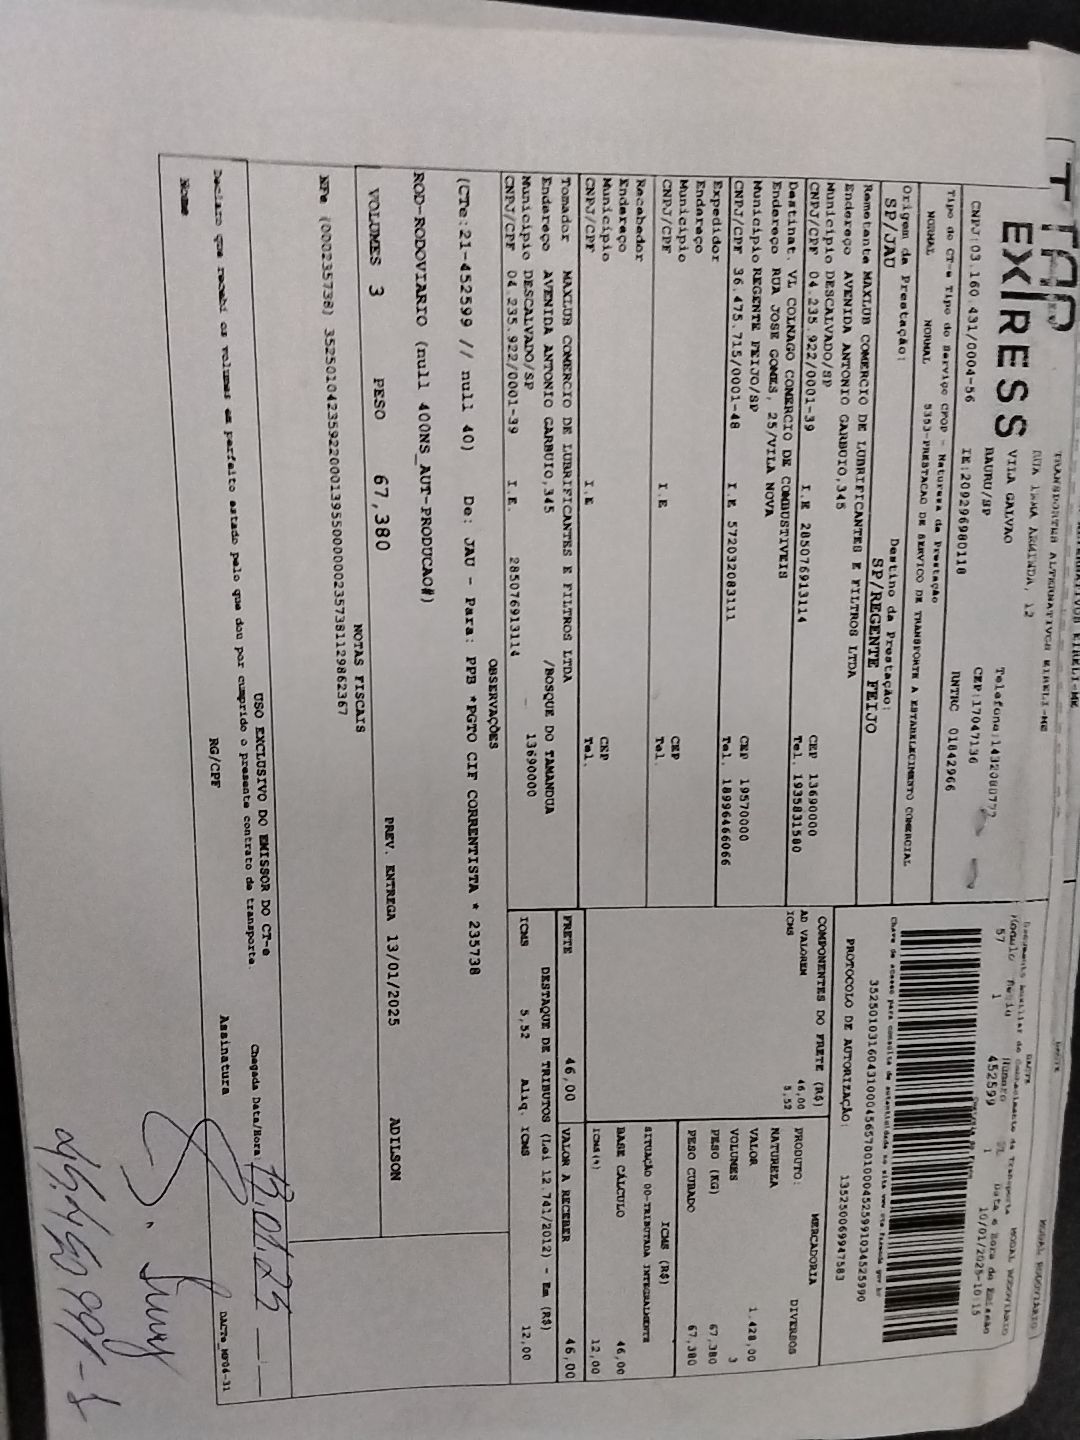 TAP
EXPRESS
TRANSPORTES ALTERNATIVOS EIRELI-ME
RUA IRMA ARMINDA, 12
VILA GALVAO Telefone:1432080772
BAURU/SP CEP:17047136
CNPJ:03.160.431/0004-56 IE:209296980118 RNTRC 01842966
DACTE
Documento Auxiliar do Conhecimento de Transporte
MODAL RODOVIARIO
Modelo Serie Número FL Data e Hora de Emissão
57 1 452599 1 10/01/2025-10:15
Chave de acesso para consulta de autenticidade no site www.cte.fazenda.gov.br
35250103160431000456570010004525991034525990
PROTOCOLO DE AUTORIZAÇÃO: 135250069947583
Tipo do CT-e Tipo do Serviço CFOP - Natureza da Prestação
NORMAL NORMAL 5353-PRESTACAO DE SERVICO DE TRANSPORTE A ESTABELECIMENTO COMERCIAL
Origem da Prestação: Destino da Prestação:
SP/JAU SP/REGENTE FEIJO
Remetente MAXLUB COMERCIO DE LUBRIFICANTES E FILTROS LTDA
Endereço AVENIDA ANTONIO GARBUIO,345
Município DESCALVADO/SP CEP 13690000
CNPJ/CPF 04.235.922/0001-39 I.E 285076913114 Tel. 1935831580
Destinat. VL COLNAGO COMERCIO DE COMBUSTIVEIS
Endereço RUA JOSE GOMES, 25/VILA NOVA
Município REGENTE FEIJO/SP CEP 19570000
CNPJ/CPF 36.475.715/0001-48 I.E 572032083111 Tel. 18996466066
Expedidor
Endereço
Município CEP
CNPJ/CPF I.E Tel.
Recebedor
Endereço
Município CEP
CNPJ/CPF I.E Tel.
Tomador MAXLUB COMERCIO DE LUBRIFICANTES E FILTROS LTDA
Endereço AVENIDA ANTONIO GARBUIO,345 /BOSQUE DO TAMANDUA
Município DESCALVADO/SP 13690000
CNPJ/CPF 04.235.922/0001-39 I.E. 285076913114
COMPONENTES DO FRETE (R$)
AD VALOREM 46,00
ICMS 5,52
MERCADORIA
PRODUTO: DIVERSOS
NATUREZA
VALOR 1.428,00
VOLUMES 3
PESO (KG) 67,380
PESO CUBADO 67,380
ICMS (R$)
SITUAÇÃO 00-TRIBUTADA INTEGRALMENTE
BASE CÁLCULO 46,00
ICMS(%) 12,00
FRETE 46,00 VALOR A RECEBER 46,00
DESTAQUE DE TRIBUTOS (Lei 12.741/2012) - Em (R$)
ICMS 5,52 Aliq. ICMS 12,00
OBSERVAÇÕES
(CTe:21-452599 // null 40) De: JAU - Para: PPB *PGTO CIF CORRENTISTA * 235738
ROD-RODOVIARIO (null 400NS_AUT-PRODUCAO#)
VOLUMES 3 PESO 67,380 PREV. ENTREGA 13/01/2025 ADILSON
NOTAS FISCAIS
NFe (000235738) 35250104235922000139550000002357381129862367
USO EXCLUSIVO DO EMISSOR DO CT-e
Declaro que recebi os volumes em perfeito estado pelo que dou por cumprido o presente contrato de transporte.
Chegada Data/Hora: 13.01.25
Nome RG/CPF Assinatura
DACTe_NF04-31